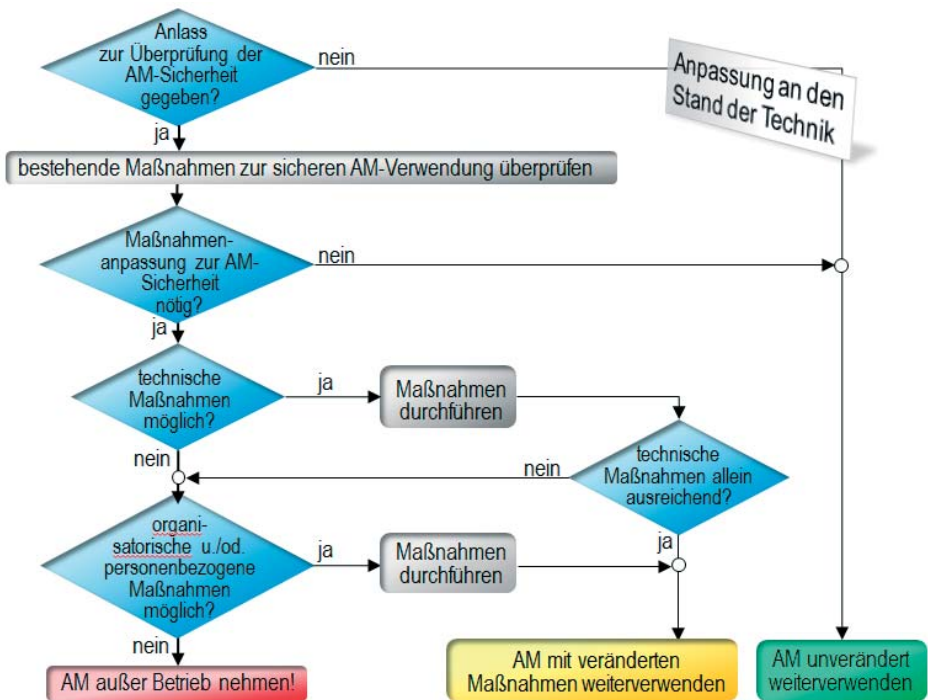 Anlass
zur Überprüfung der
AM-Sicherheit
gegeben?
nein
Anpassung an den
Stand der Technik
ja
bestehende Maßnahmen zur sicheren AM-Verwendung überprüfen
Maßnahmen-
anpassung zur AM-
Sicherheit
nötig?
nein
ja
technische
Maßnahmen
möglich?
ja
Maßnahmen
durchführen
nein
technische
Maßnahmen allein
ausreichend?
nein
ja
organi-
satorische u./od.
personenbezogene
Maßnahmen
möglich?
ja
Maßnahmen
durchführen
nein
AM außer Betrieb nehmen!
AM mit veränderten
Maßnahmen weiterverwenden
AM unverändert
weiterverwenden